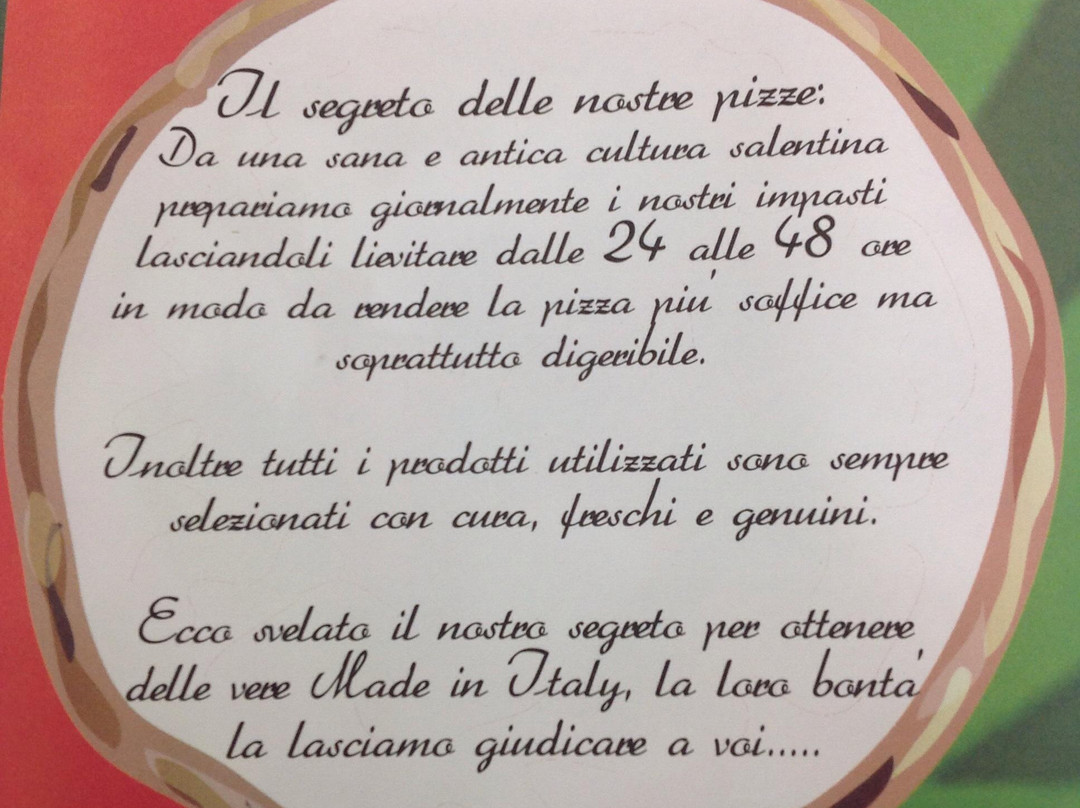 Il segreto delle nostre pizze:
Da una sana e antica cultura salentina
prepariamo giornalmente i nostri impasti
lasciandoli lievitare dalle 24 alle 48 ore
in modo da rendere la pizza piu' soffice ma
soprattutto digeribile.
Inoltre tutti i prodotti utilizzati sono sempre
selezionati con cura, freschi e genuini.
Ecco svelato il nostro segreto per ottenere
delle vere Made in Italy, la loro bonta'
la lasciamo giudicare a voi.....